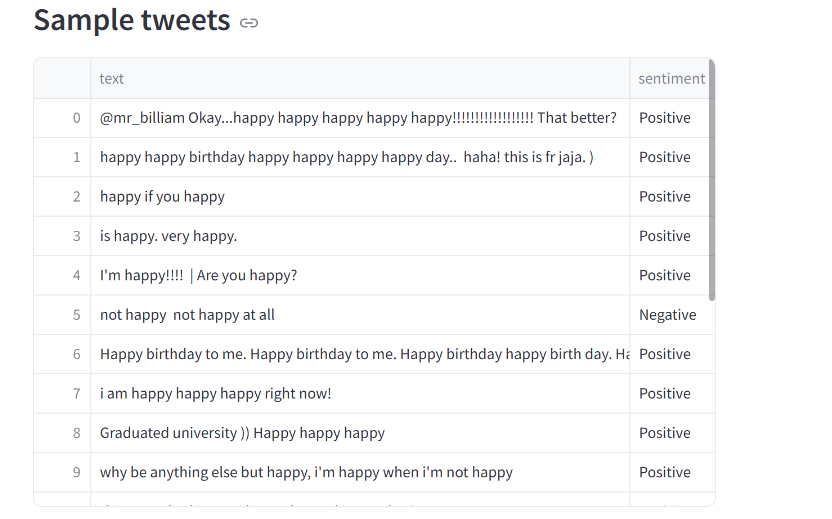 Sample tweets
text sentiment
0 @mr_billiam Okay...happy happy happy happy happy!!!!!!!!!!!!!!!!!! That better? Positive
1 happy happy birthday happy happy happy happy day..  haha! this is fr jaja. ) Positive
2 happy if you happy Positive
3 is happy. very happy. Positive
4 I'm happy!!!!  | Are you happy? Positive
5 not happy  not happy at all Negative
6 Happy birthday to me. Happy birthday to me. Happy birthday happy birth day. Ha Positive
7 i am happy happy happy right now! Positive
8 Graduated university )) Happy happy happy Positive
9 why be anything else but happy, i'm happy when i'm not happy Positive